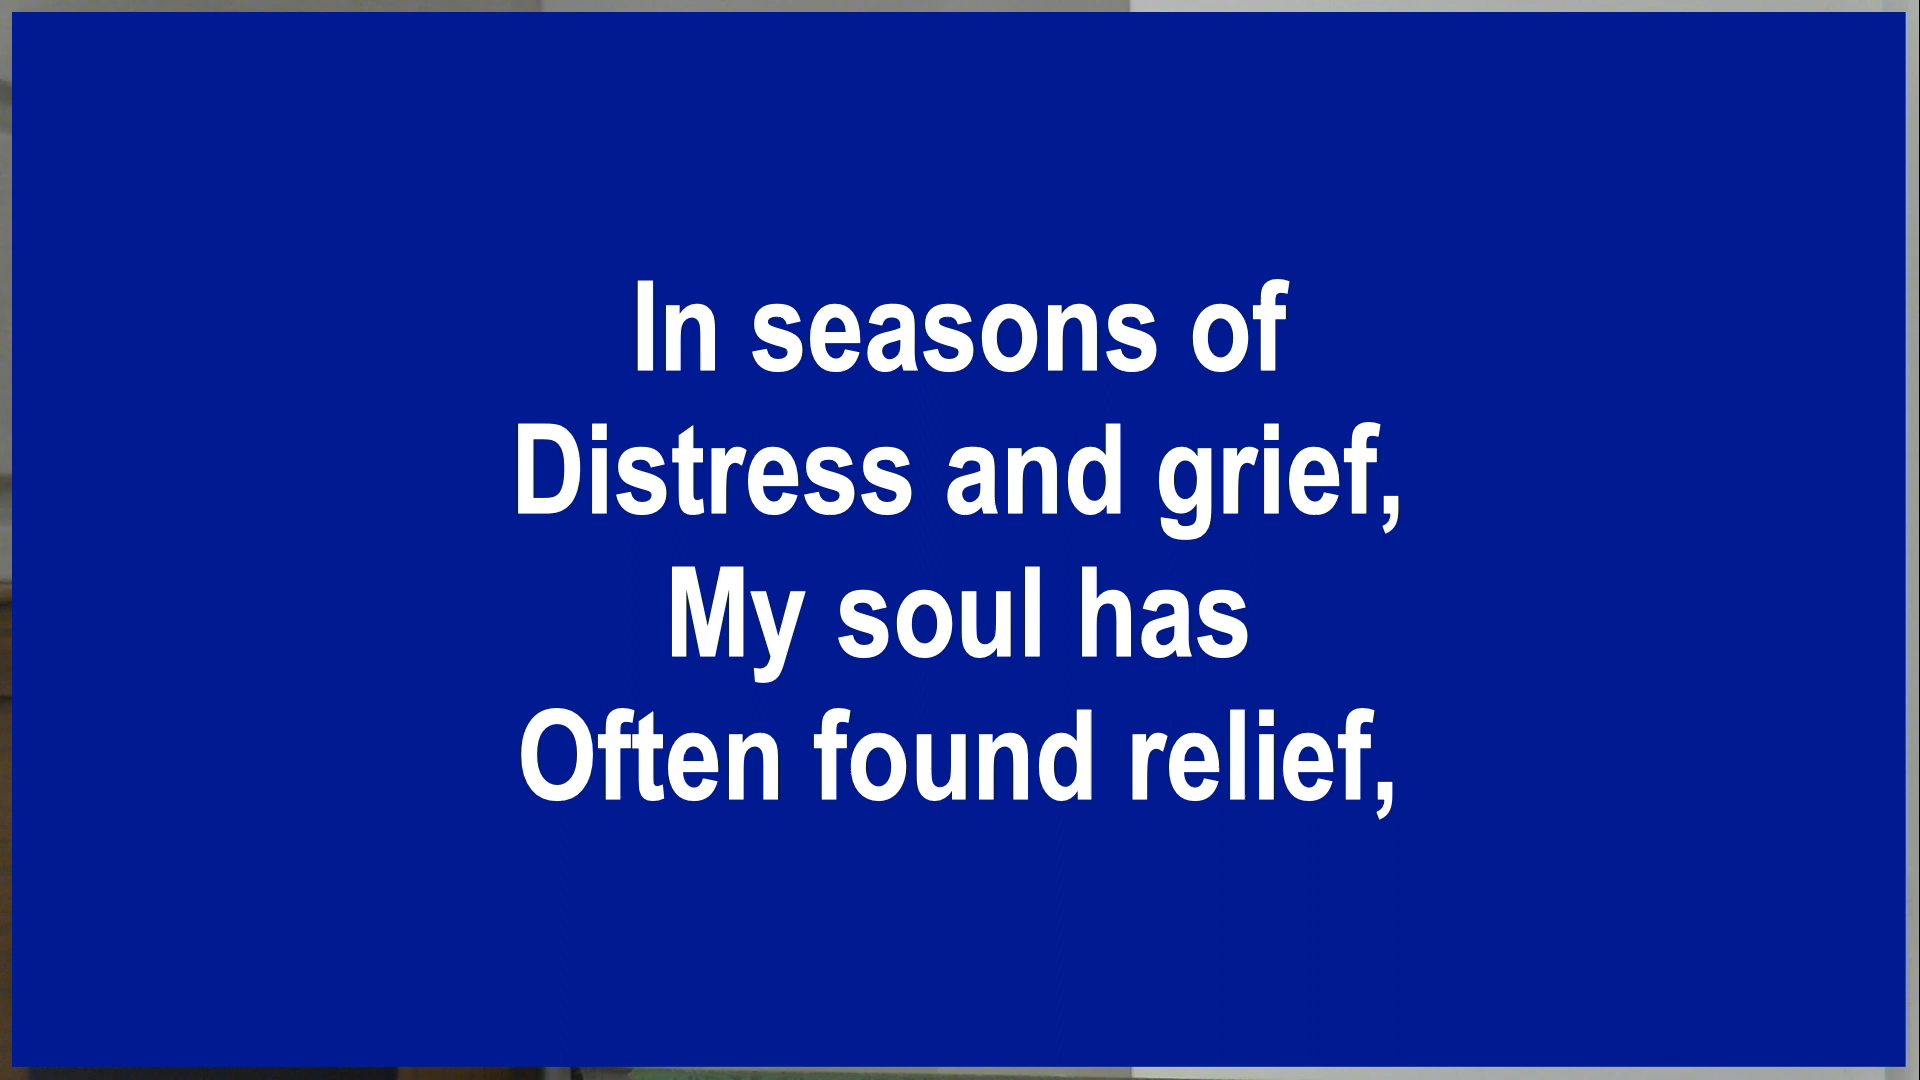 In seasons of
Distress and grief,
My soul has
Often found relief,